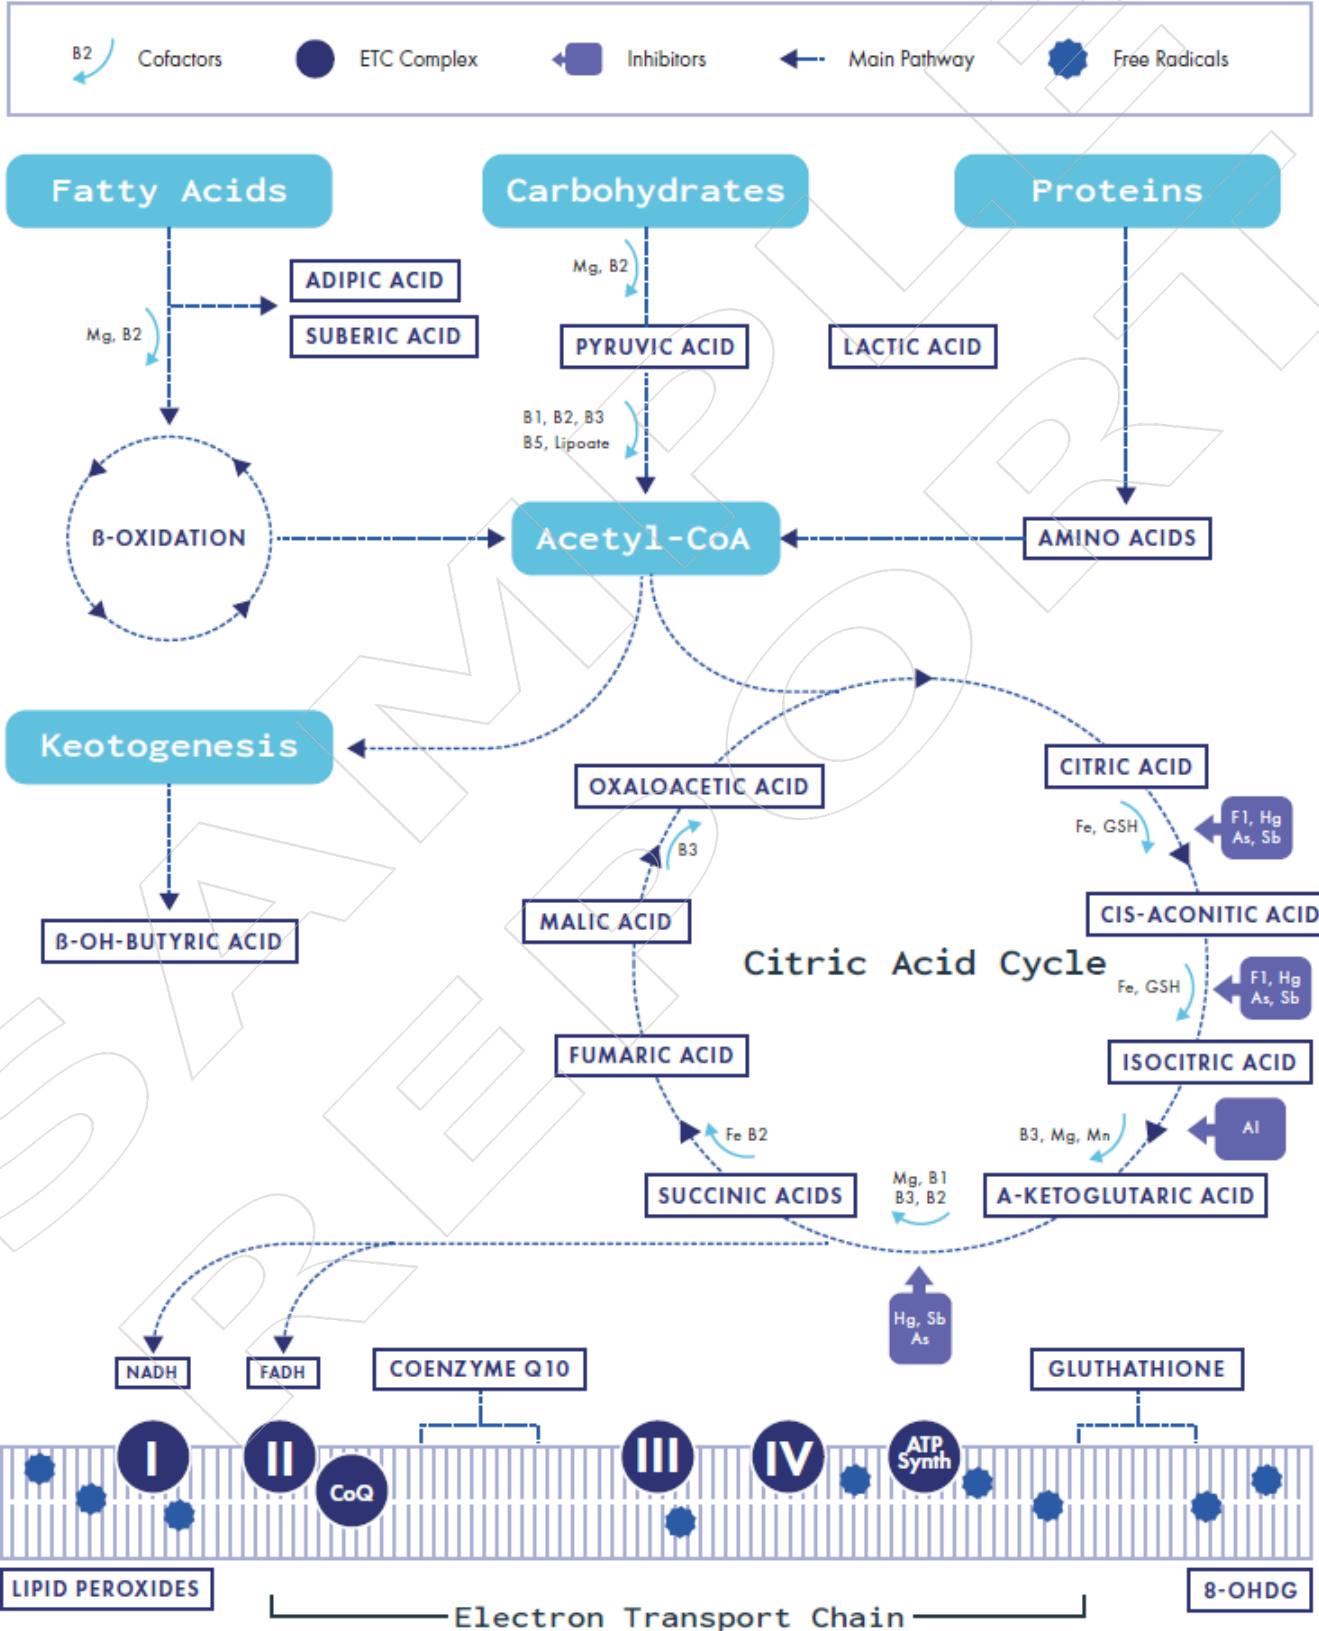 B2
Cofactors
ETC Complex
Inhibitors
Main Pathway
Free Radicals
Fatty Acids
Carbohydrates
Proteins
Mg, B2
ADIPIC ACID
SUBERIC ACID
Mg, B2
PYRUVIC ACID
LACTIC ACID
B1, B2, B3
B5, Lipoate
ß-OXIDATION
Acetyl-CoA
AMINO ACIDS
Keotogenesis
ß-OH-BUTYRIC ACID
OXALOACETIC ACID
CITRIC ACID
Fe, GSH
F1, Hg
As, Sb
B3
MALIC ACID
CIS-ACONITIC ACID
Citric Acid Cycle
Fe, GSH
F1, Hg
As, Sb
FUMARIC ACID
ISOCITRIC ACID
Fe B2
B3, Mg, Mn
Al
SUCCINIC ACIDS
Mg, B1
B3, B2
A-KETOGLUTARIC ACID
Hg, Sb
As
NADH
FADH
COENZYME Q10
GLUTHATHIONE
I
II
CoQ
III
IV
ATP
Synth
LIPID PEROXIDES
8-OHDG
Electron Transport Chain
SAMPLE
REPORT